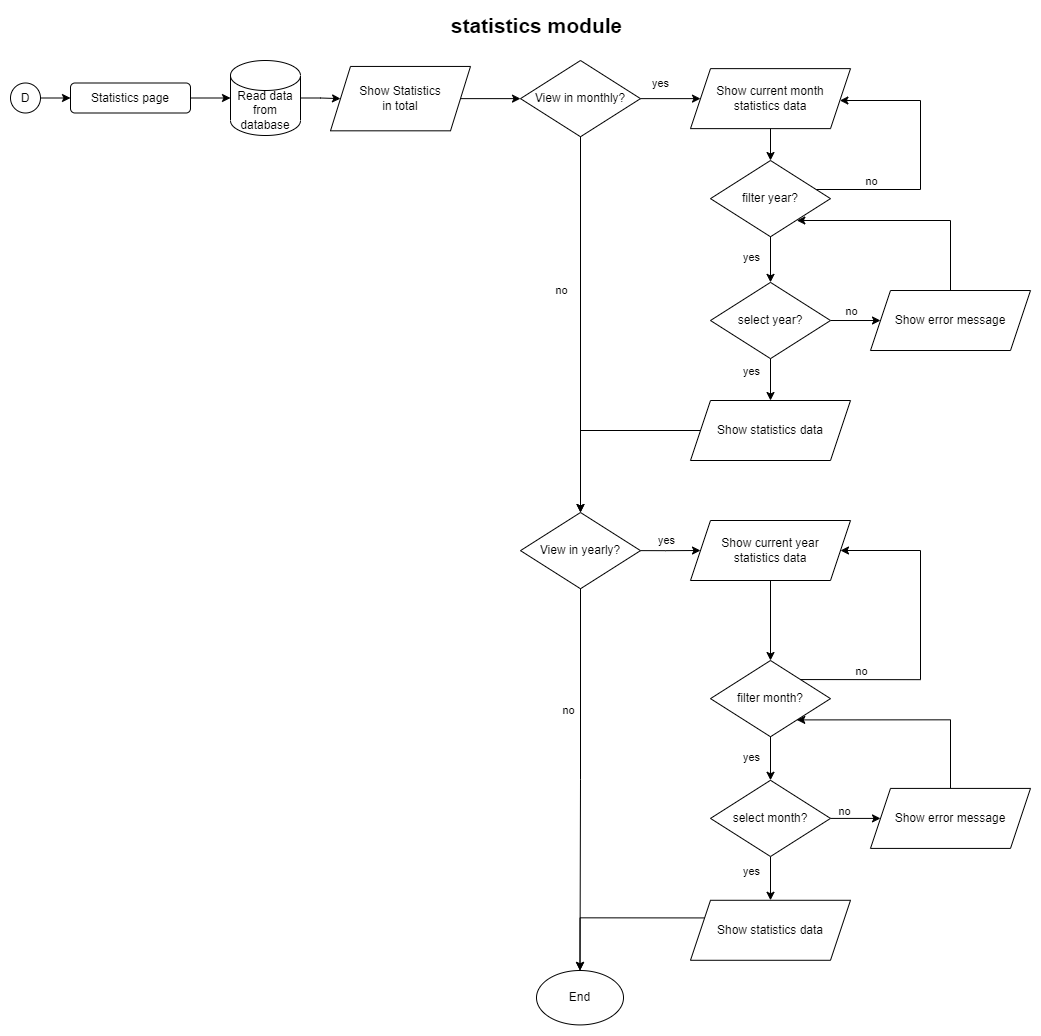 statistics module
D
Statistics page
Read data
from
database
Show Statistics
in total
View in monthly?
yes
Show current month
statistics data
no
filter year?
yes
no
select year?
no
Show error message
yes
Show statistics data
View in yearly?
yes
Show current year
statistics data
no
filter month?
no
yes
select month?
no
Show error message
yes
Show statistics data
End